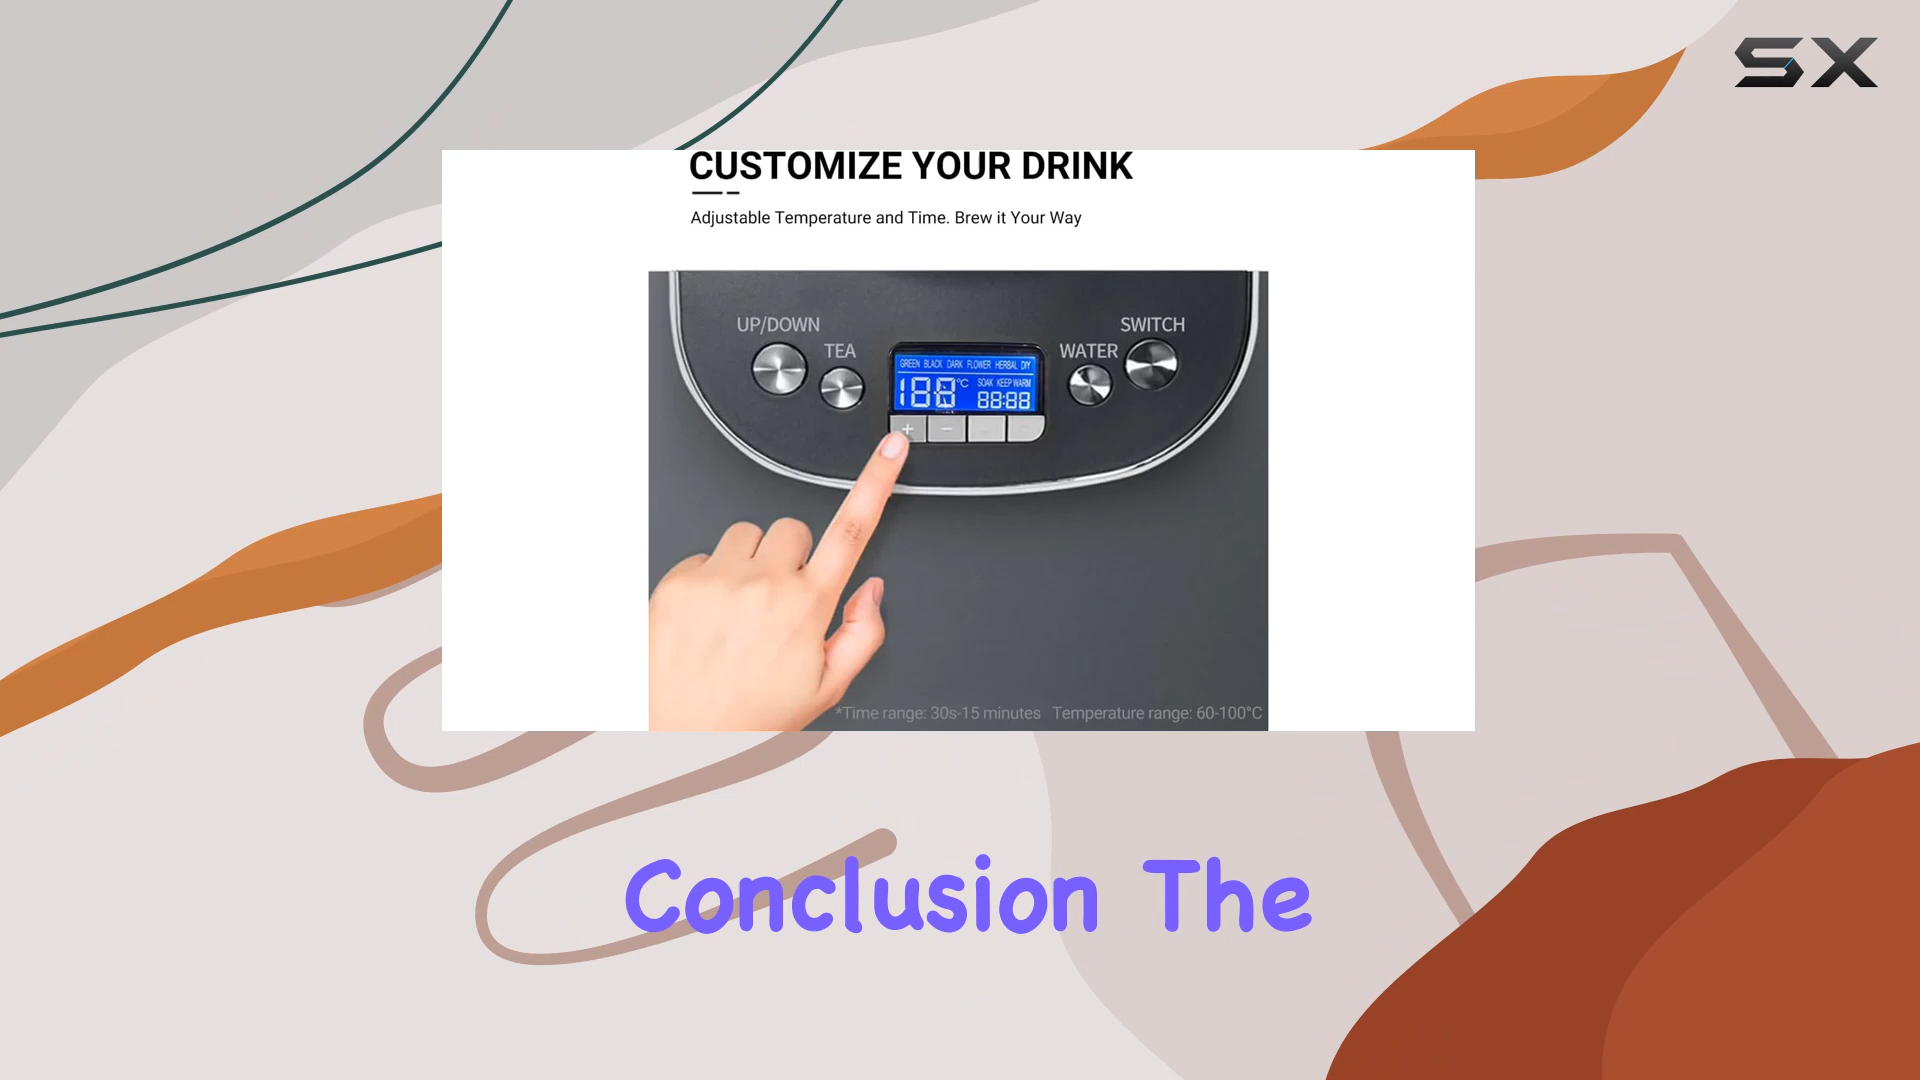 SX
CUSTOMIZE YOUR DRINK
Adjustable Temperature and Time. Brew it Your Way
UP/DOWN
TEA
WATER
SWITCH
GREEN BLACK DARK FLOWER HERBAL DIY
188°C
SOAK KEEP WARM
88:88
+ −
*Time range: 30s-15 minutes Temperature range: 60-100°C
Conclusion The